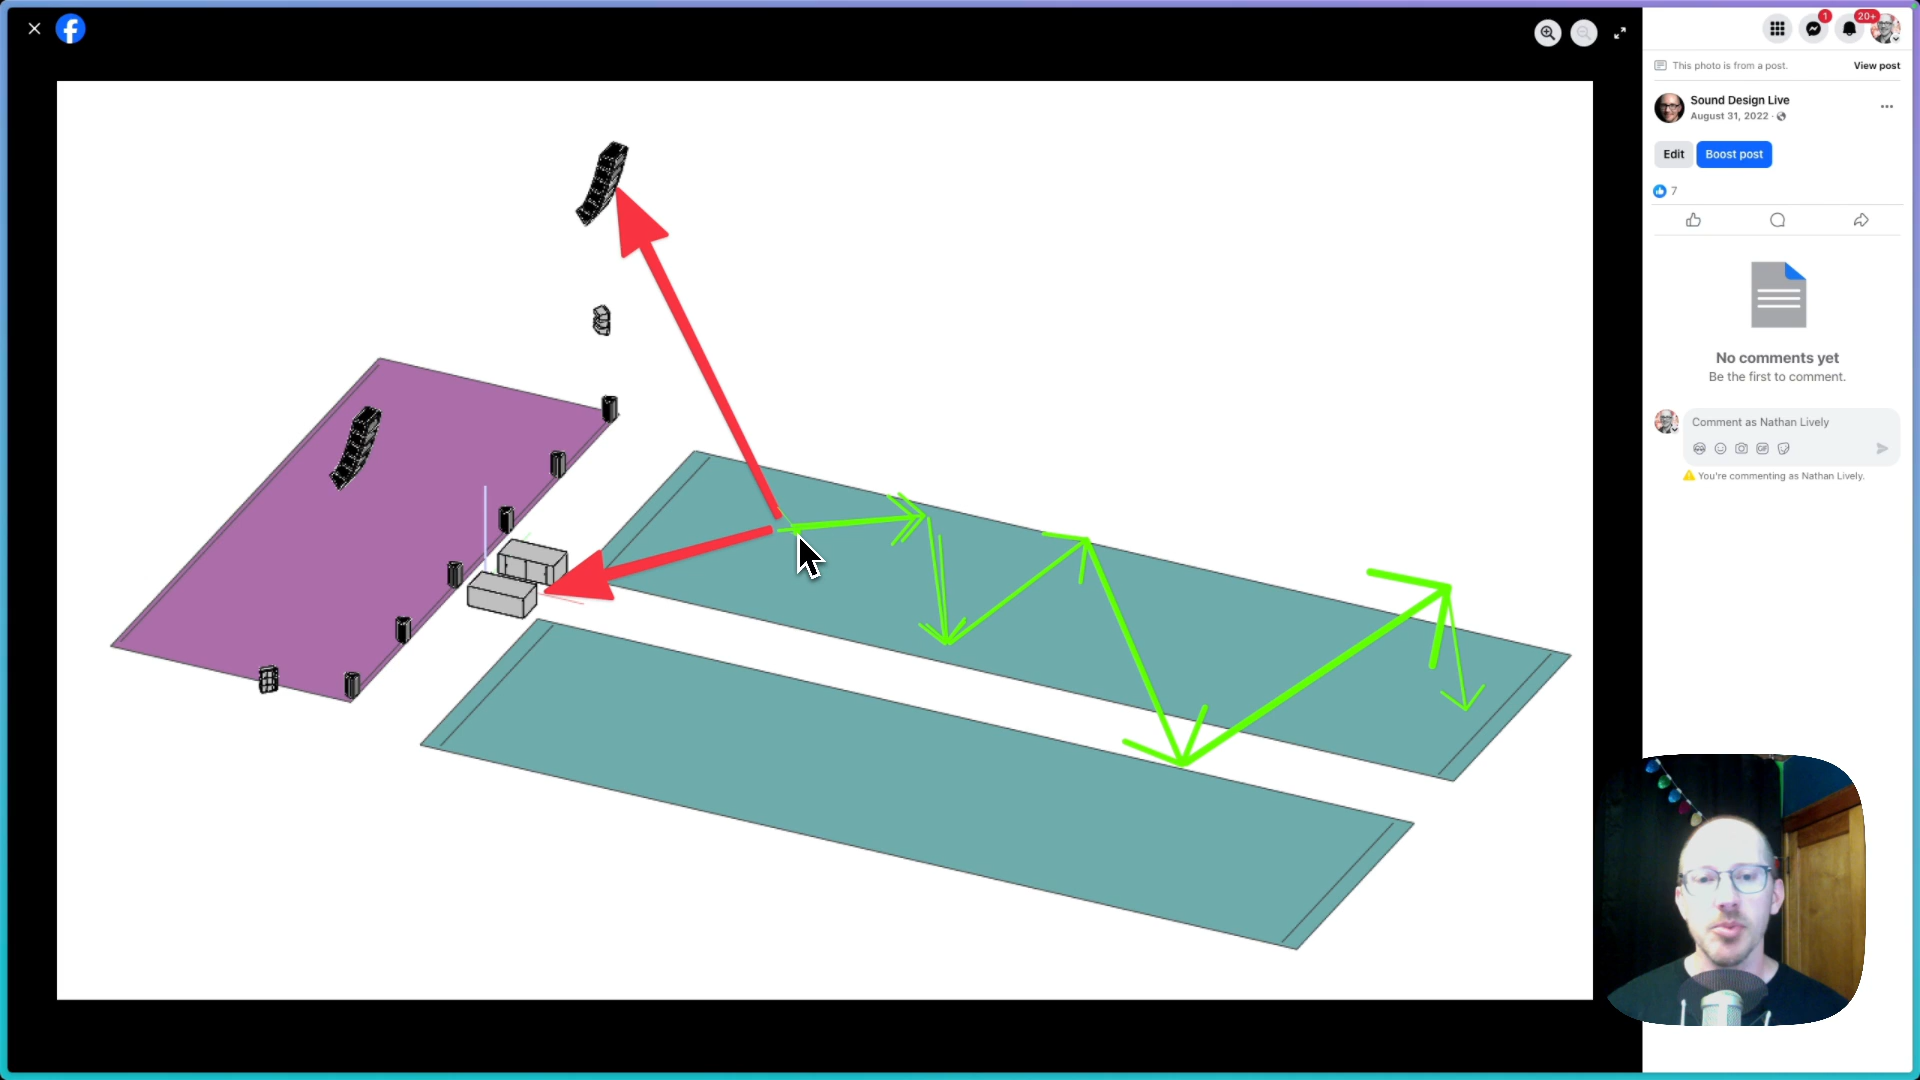 1
20+
This photo is from a post.
View post
Sound Design Live
August 31, 2022 ·
Edit
Boost post
7
No comments yet
Be the first to comment.
Comment as Nathan Lively
You're commenting as Nathan Lively.